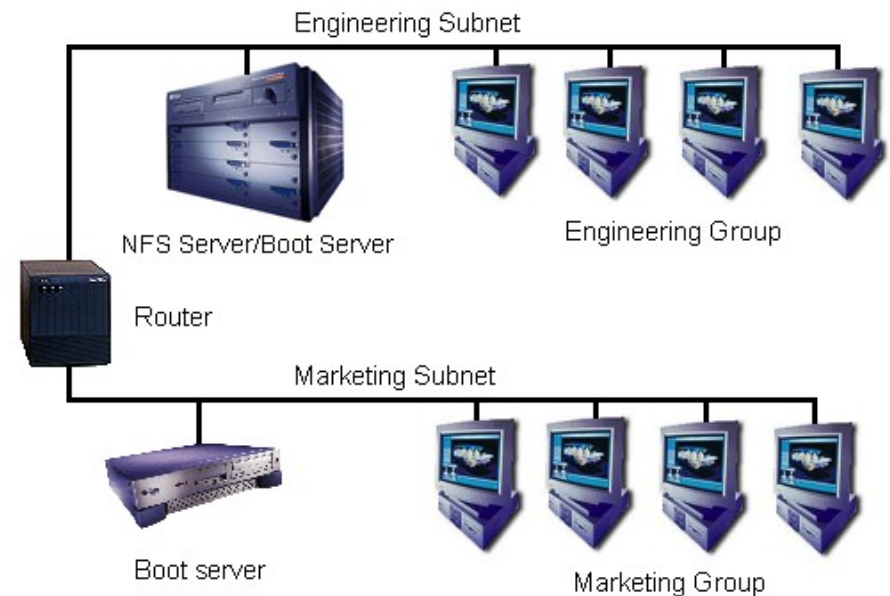 Engineering Subnet
NFS Server/Boot Server
Engineering Group
Router
Marketing Subnet
Boot server
Marketing Group